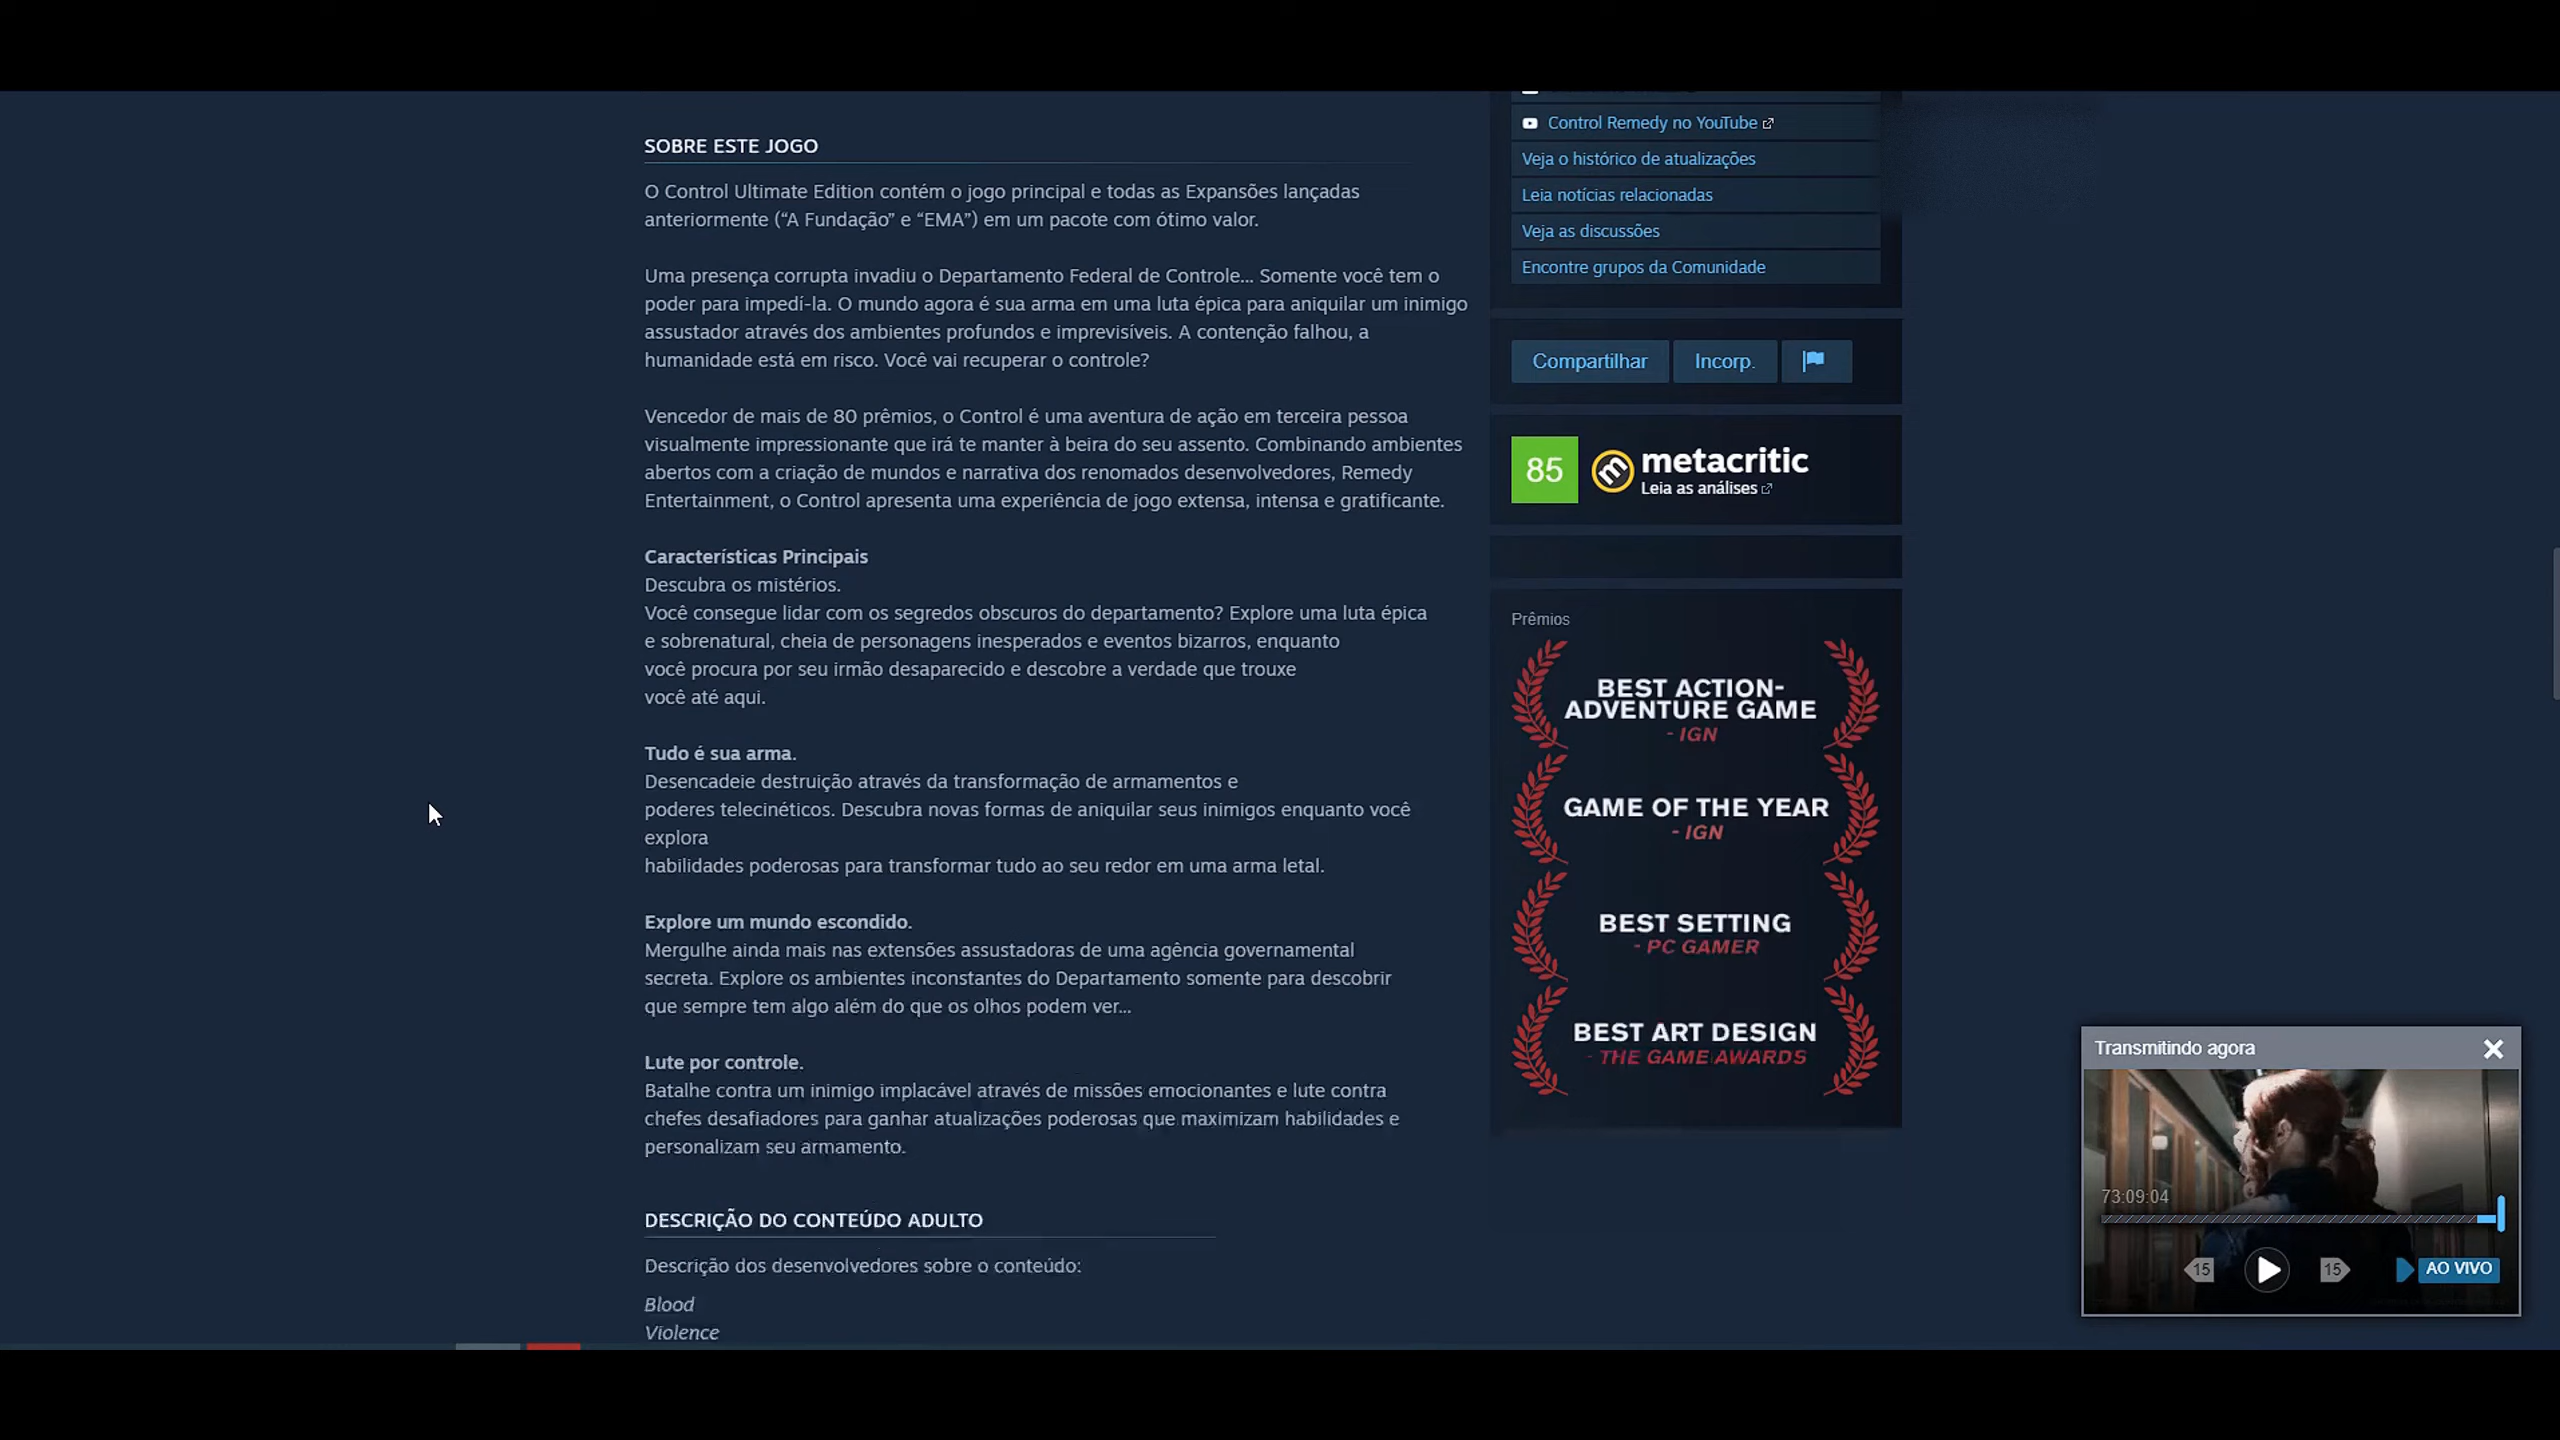 SOBRE ESTE JOGO
O Control Ultimate Edition contém o jogo principal e todas as Expansões lançadas
anteriormente (“A Fundação” e “EMA”) em um pacote com ótimo valor.
Uma presença corrupta invadiu o Departamento Federal de Controle... Somente você tem o
poder para impedí-la. O mundo agora é sua arma em uma luta épica para aniquilar um inimigo
assustador através dos ambientes profundos e imprevisíveis. A contenção falhou, a
humanidade está em risco. Você vai recuperar o controle?
Vencedor de mais de 80 prêmios, o Control é uma aventura de ação em terceira pessoa
visualmente impressionante que irá te manter à beira do seu assento. Combinando ambientes
abertos com a criação de mundos e narrativa dos renomados desenvolvedores, Remedy
Entertainment, o Control apresenta uma experiência de jogo extensa, intensa e gratificante.
Características Principais
Descubra os mistérios.
Você consegue lidar com os segredos obscuros do departamento? Explore uma luta épica
e sobrenatural, cheia de personagens inesperados e eventos bizarros, enquanto
você procura por seu irmão desaparecido e descobre a verdade que trouxe
você até aqui.
Tudo é sua arma.
Desencadeie destruição através da transformação de armamentos e
poderes telecinéticos. Descubra novas formas de aniquilar seus inimigos enquanto você
explora
habilidades poderosas para transformar tudo ao seu redor em uma arma letal.
Explore um mundo escondido.
Mergulhe ainda mais nas extensões assustadoras de uma agência governamental
secreta. Explore os ambientes inconstantes do Departamento somente para descobrir
que sempre tem algo além do que os olhos podem ver...
Lute por controle.
Batalhe contra um inimigo implacável através de missões emocionantes e lute contra
chefes desafiadores para ganhar atualizações poderosas que maximizam habilidades e
personalizam seu armamento.
DESCRIÇÃO DO CONTEÚDO ADULTO
Descrição dos desenvolvedores sobre o conteúdo:
Blood
Violence
Control Remedy no YouTube
Veja o histórico de atualizações
Leia notícias relacionadas
Veja as discussões
Encontre grupos da Comunidade
Compartilhar Incorp.
85 metacritic
Leia as análises
Prêmios
BEST ACTION-
ADVENTURE GAME
- IGN
GAME OF THE YEAR
- IGN
BEST SETTING
- PC GAMER
BEST ART DESIGN
- THE GAME AWARDS
Transmitindo agora
73:09:04
15 15 AO VIVO